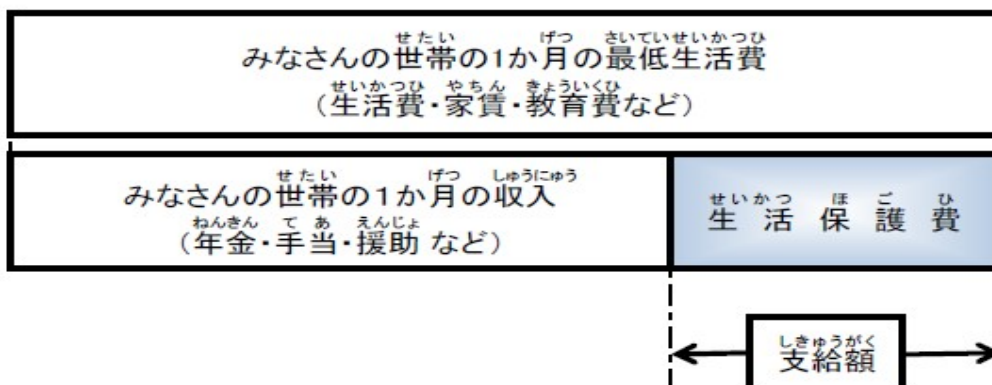 みなさんの世帯の1か月の最低生活費
（生活費・家賃・教育費など）
みなさんの世帯の1か月の収入
（年金・手当・援助 など）
生活保護費
支給額